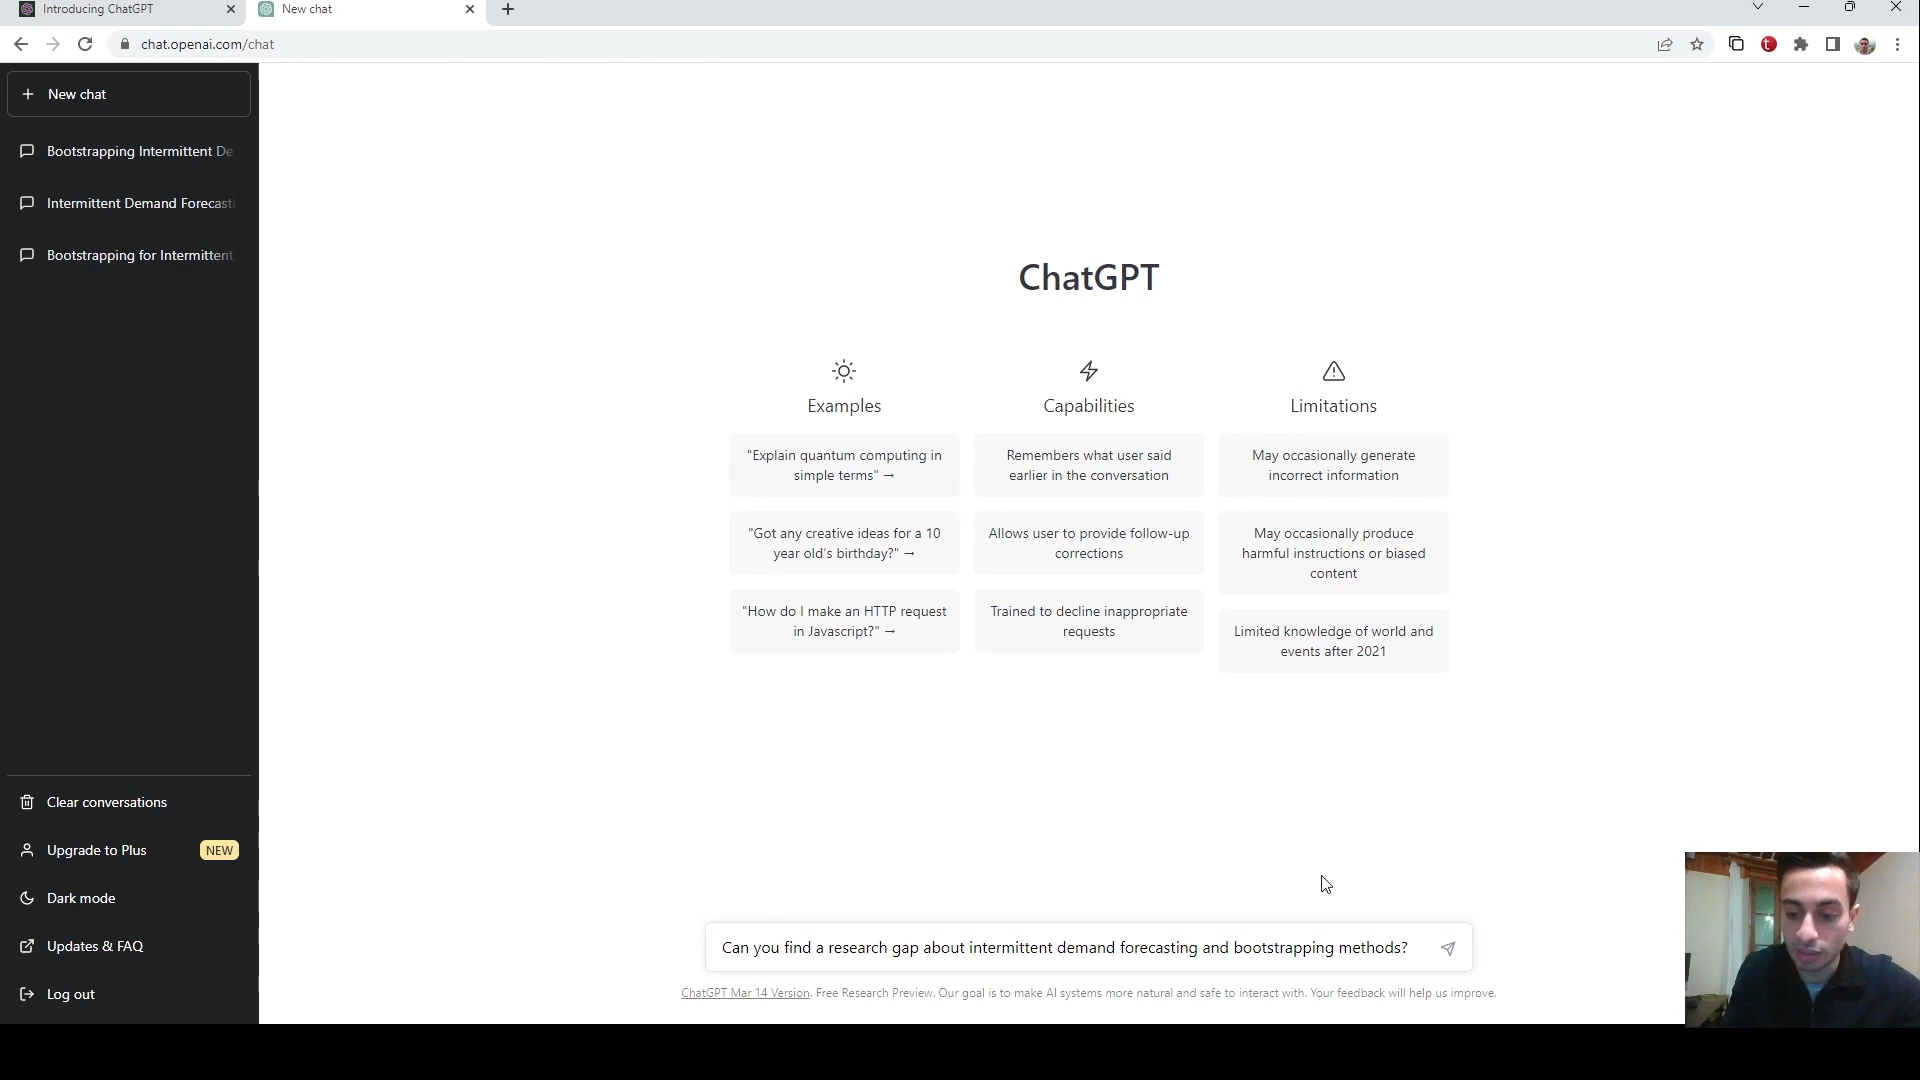 Introducing ChatGPT
New chat
chat.openai.com/chat
New chat
Bootstrapping Intermittent De
Intermittent Demand Forecasti
Bootstrapping for Intermittent
ChatGPT
Examples
Capabilities
Limitations
"Explain quantum computing in
simple terms" →
Remembers what user said
earlier in the conversation
May occasionally generate
incorrect information
"Got any creative ideas for a 10
year old's birthday?" →
Allows user to provide follow-up
corrections
May occasionally produce
harmful instructions or biased
content
"How do I make an HTTP request
in Javascript?" →
Trained to decline inappropriate
requests
Limited knowledge of world and
events after 2021
Clear conversations
Upgrade to Plus NEW
Dark mode
Updates & FAQ
Log out
Can you find a research gap about intermittent demand forecasting and bootstrapping methods?
ChatGPT Mar 14 Version. Free Research Preview. Our goal is to make AI systems more natural and safe to interact with. Your feedback will help us improve.